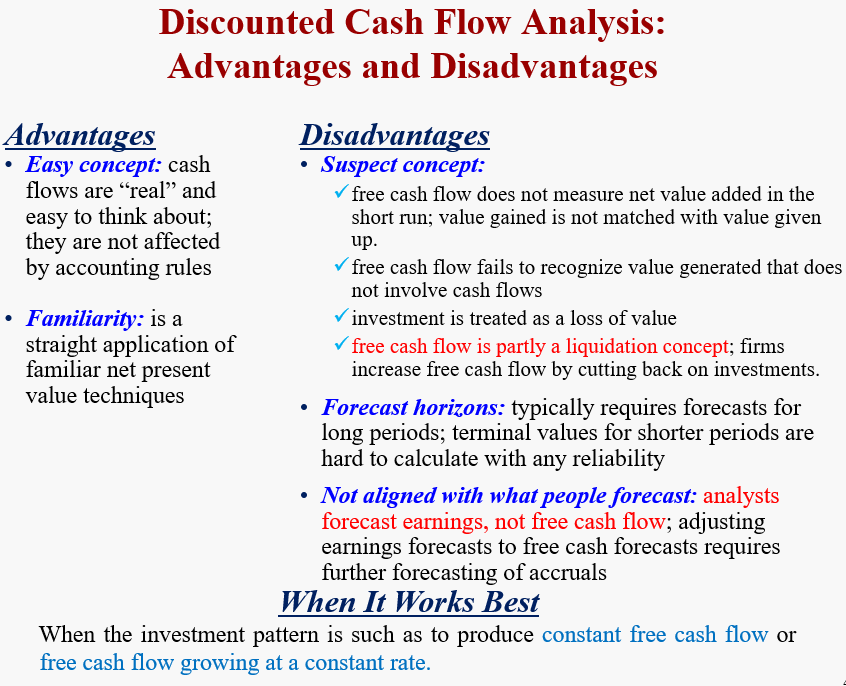 Discounted Cash Flow Analysis:
Advantages and Disadvantages
Advantages
• Easy concept: cash
flows are “real” and
easy to think about;
they are not affected
by accounting rules
• Familiarity: is a
straight application of
familiar net present
value techniques
Disadvantages
• Suspect concept:
✓free cash flow does not measure net value added in the
short run; value gained is not matched with value given
up.
✓free cash flow fails to recognize value generated that does
not involve cash flows
✓investment is treated as a loss of value
✓free cash flow is partly a liquidation concept; firms
increase free cash flow by cutting back on investments.
• Forecast horizons: typically requires forecasts for
long periods; terminal values for shorter periods are
hard to calculate with any reliability
• Not aligned with what people forecast: analysts
forecast earnings, not free cash flow; adjusting
earnings forecasts to free cash forecasts requires
further forecasting of accruals
When It Works Best
When the investment pattern is such as to produce constant free cash flow or
free cash flow growing at a constant rate.